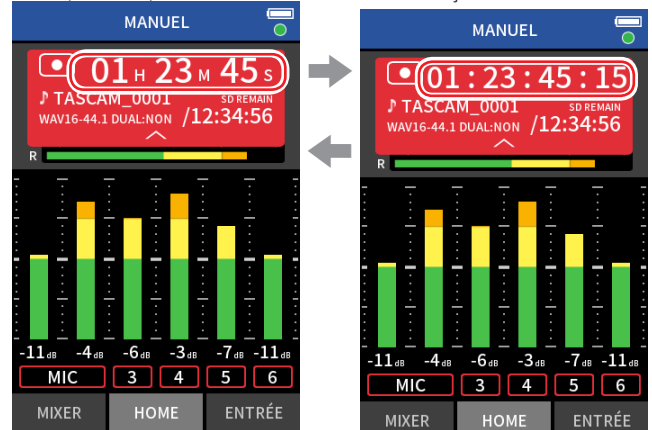 MANUEL
01 H 23 M 45 S
TASCAM_0001 SD REMAIN
WAV16-44.1 DUAL:NON /12:34:56
R
-11dB -4dB -6dB -3dB -7dB -11dB
MIC 3 4 5 6
MIXER HOME ENTRÉE
MANUEL
01:23:45:15
TASCAM_0001 SD REMAIN
WAV16-44.1 DUAL:NON /12:34:56
R
-11dB -4dB -6dB -3dB -7dB -11dB
MIC 3 4 5 6
MIXER HOME ENTRÉE